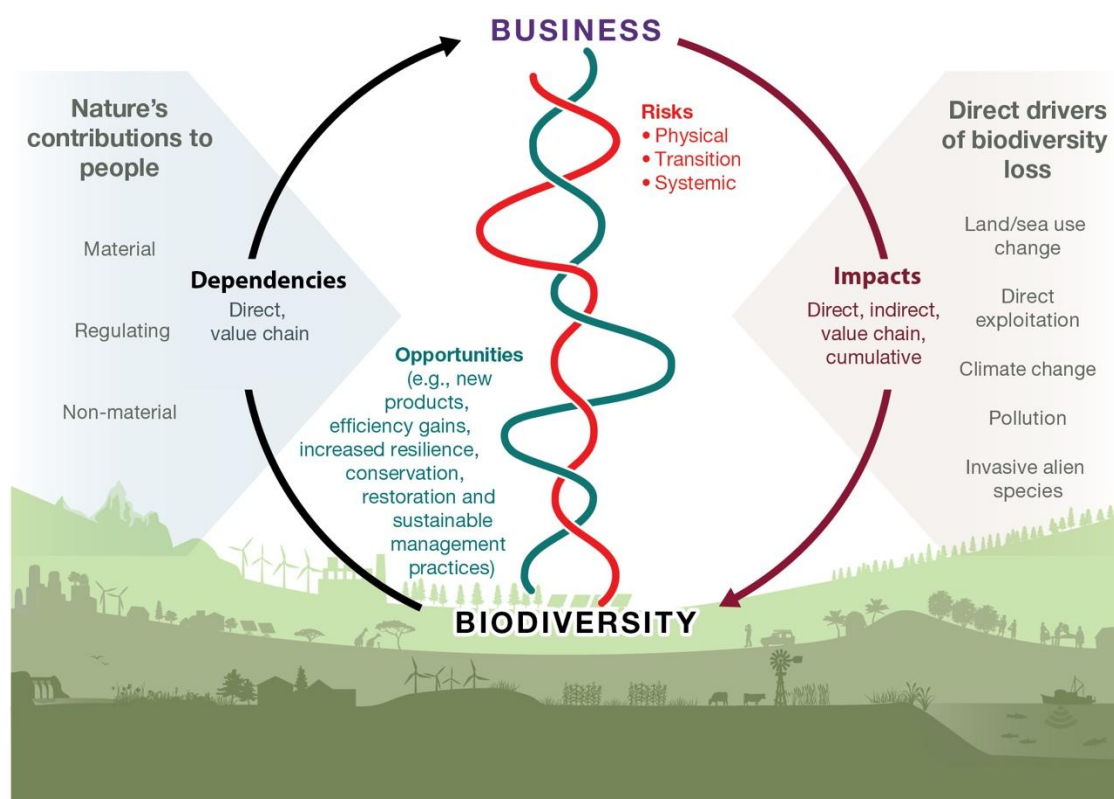 BUSINESS
Nature's
contributions to
people
Material
Regulating
Non-material
Dependencies
Direct,
value chain
Risks
• Physical
• Transition
• Systemic
Opportunities
(e.g., new
products,
efficiency gains,
increased resilience,
conservation,
restoration and
sustainable
management
practices)
Impacts
Direct, indirect,
value chain,
cumulative
Direct drivers
of biodiversity
loss
Land/sea use
change
Direct
exploitation
Climate change
Pollution
Invasive alien
species
BIODIVERSITY